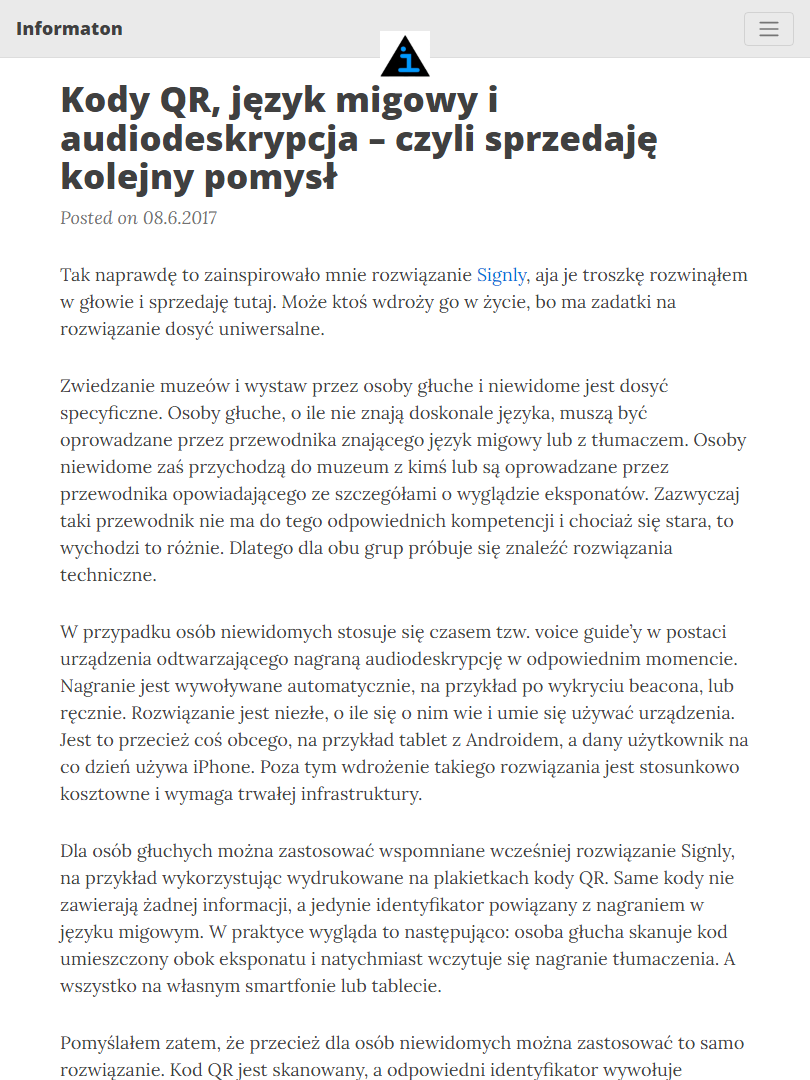 Informaton
i
Kody QR, język migowy i
audiodeskrypcja – czyli sprzedaję
kolejny pomysł
Posted on 08.6.2017
Tak naprawdę to zainspirowało mnie rozwiązanie Signly, aja je troszkę rozwinąłem
w głowie i sprzedaję tutaj. Może ktoś wdroży go w życie, bo ma zadatki na
rozwiązanie dosyć uniwersalne.
Zwiedzanie muzeów i wystaw przez osoby głuche i niewidome jest dosyć
specyficzne. Osoby głuche, o ile nie znają doskonale języka, muszą być
oprowadzane przez przewodnika znającego język migowy lub z tłumaczem. Osoby
niewidome zaś przychodzą do muzeum z kimś lub są oprowadzane przez
przewodnika opowiadającego ze szczegółami o wyglądzie eksponatów. Zazwyczaj
taki przewodnik nie ma do tego odpowiednich kompetencji i chociaż się stara, to
wychodzi to różnie. Dlatego dla obu grup próbuje się znaleźć rozwiązania
techniczne.
W przypadku osób niewidomych stosuje się czasem tzw. voice guide’y w postaci
urządzenia odtwarzającego nagraną audiodeskrypcję w odpowiednim momencie.
Nagranie jest wywoływane automatycznie, na przykład po wykryciu beacona, lub
ręcznie. Rozwiązanie jest niezłe, o ile się o nim wie i umie się używać urządzenia.
Jest to przecież coś obcego, na przykład tablet z Androidem, a dany użytkownik na
co dzień używa iPhone. Poza tym wdrożenie takiego rozwiązania jest stosunkowo
kosztowne i wymaga trwałej infrastruktury.
Dla osób głuchych można zastosować wspomniane wcześniej rozwiązanie Signly,
na przykład wykorzystując wydrukowane na plakietkach kody QR. Same kody nie
zawierają żadnej informacji, a jedynie identyfikator powiązany z nagraniem w
języku migowym. W praktyce wygląda to następująco: osoba głucha skanuje kod
umieszczony obok eksponatu i natychmiast wczytuje się nagranie tłumaczenia. A
wszystko na własnym smartfonie lub tablecie.
Pomyślałem zatem, że przecież dla osób niewidomych można zastosować to samo
rozwiązanie. Kod QR jest skanowany, a odpowiedni identyfikator wywołuje